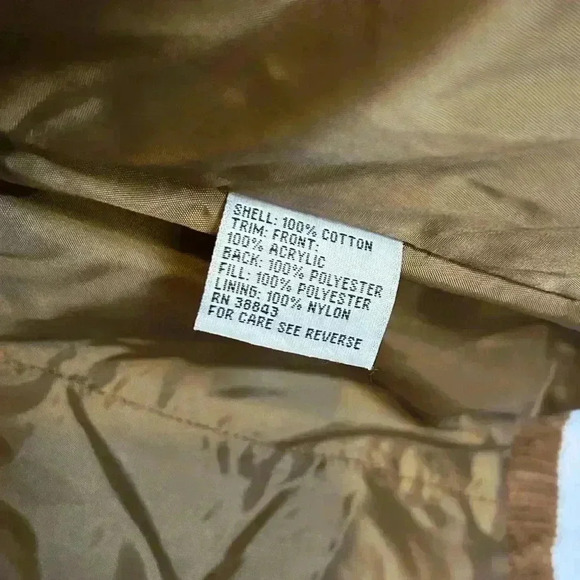 SHELL: 100% COTTON
TRIM: FRONT:
100% ACRYLIC
BACK: 100% POLYESTER
FILL: 100% POLYESTER
LINING: 100% NYLON
RN 38843
FOR CARE SEE REVERSE